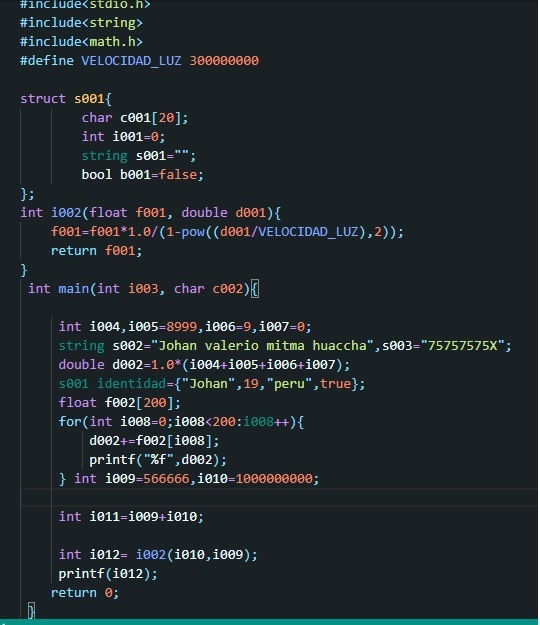 #include<stdio.h>
#include<string>
#include<math.h>
#define VELOCIDAD_LUZ 300000000
struct s001{
char c001[20];
int i001=0;
string s001="";
bool b001=false;
};
int i002(float f001, double d001){
f001=f001*1.0/(1-pow((d001/VELOCIDAD_LUZ),2));
return f001;
}
int main(int i003, char c002){
int i004,i005=8999,i006=9,i007=0;
string s002="Johan valerio mitma huaccha",s003="75757575X";
double d002=1.0*(i004+i005+i006+i007);
s001 identidad={"Johan",19,"peru",true};
float f002[200];
for(int i008=0;i008<200:i008++){
d002+=f002[i008];
printf("%f",d002);
} int i009=566666,i010=1000000000;
int i011=i009+i010;
int i012= i002(i010,i009);
printf(i012);
return 0;
}